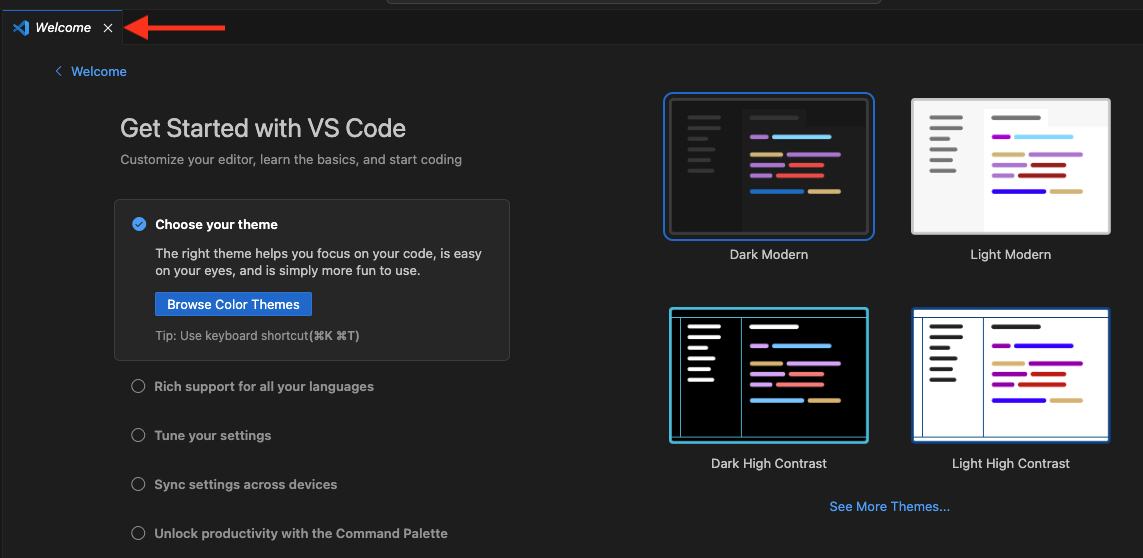 Welcome
Welcome
Get Started with VS Code
Customize your editor, learn the basics, and start coding
Choose your theme
The right theme helps you focus on your code, is easy
on your eyes, and is simply more fun to use.
Browse Color Themes
Tip: Use keyboard shortcut(⌘K ⌘T)
Rich support for all your languages
Tune your settings
Sync settings across devices
Unlock productivity with the Command Palette
Dark Modern
Light Modern
Dark High Contrast
Light High Contrast
See More Themes...